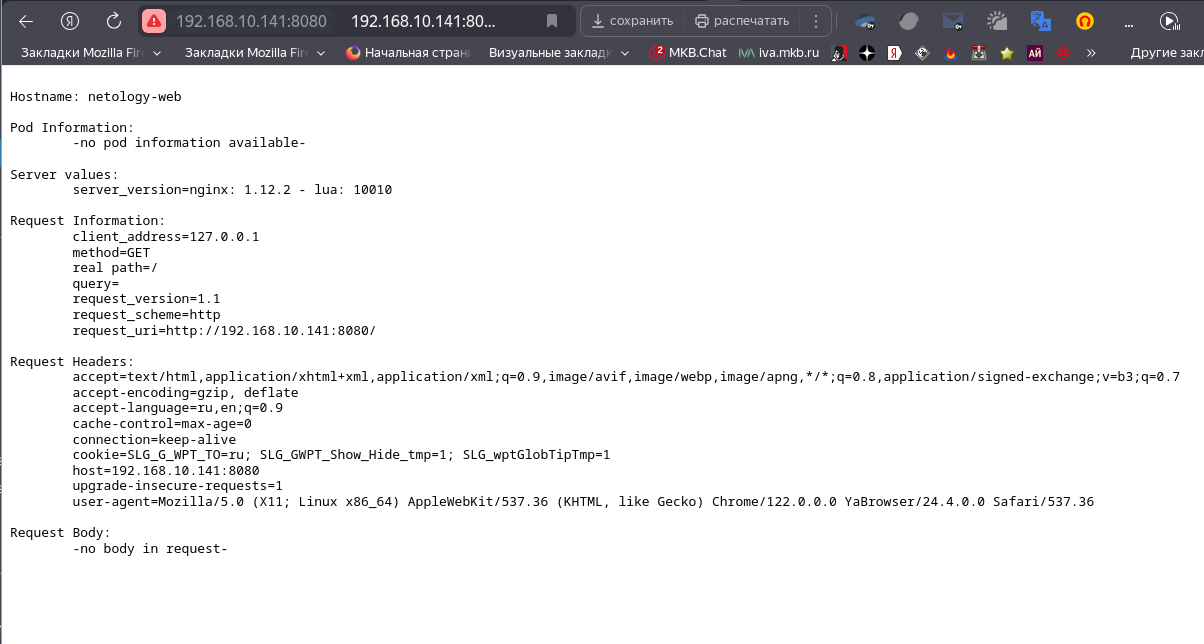 192.168.10.141:8080 192.168.10.141:80... сохранить распечатать ...
Закладки Mozilla Fir Закладки Mozilla Fir Начальная страни Визуальные заклад 2 MKB.Chat iva.mkb.ru Я АЙ » Другие зак
Hostname: netology-web
Pod Information:
-no pod information available-
Server values:
server_version=nginx: 1.12.2 - lua: 10010
Request Information:
client_address=127.0.0.1
method=GET
real path=/
query=
request_version=1.1
request_scheme=http
request_uri=http://192.168.10.141:8080/
Request Headers:
accept=text/html,application/xhtml+xml,application/xml;q=0.9,image/avif,image/webp,image/apng,*/*;q=0.8,application/signed-exchange;v=b3;q=0.7
accept-encoding=gzip, deflate
accept-language=ru,en;q=0.9
cache-control=max-age=0
connection=keep-alive
cookie=SLG_G_WPT_TO=ru; SLG_GWPT_Show_Hide_tmp=1; SLG_wptGlobTipTmp=1
host=192.168.10.141:8080
upgrade-insecure-requests=1
user-agent=Mozilla/5.0 (X11; Linux x86_64) AppleWebKit/537.36 (KHTML, like Gecko) Chrome/122.0.0.0 YaBrowser/24.4.0.0 Safari/537.36
Request Body:
-no body in request-